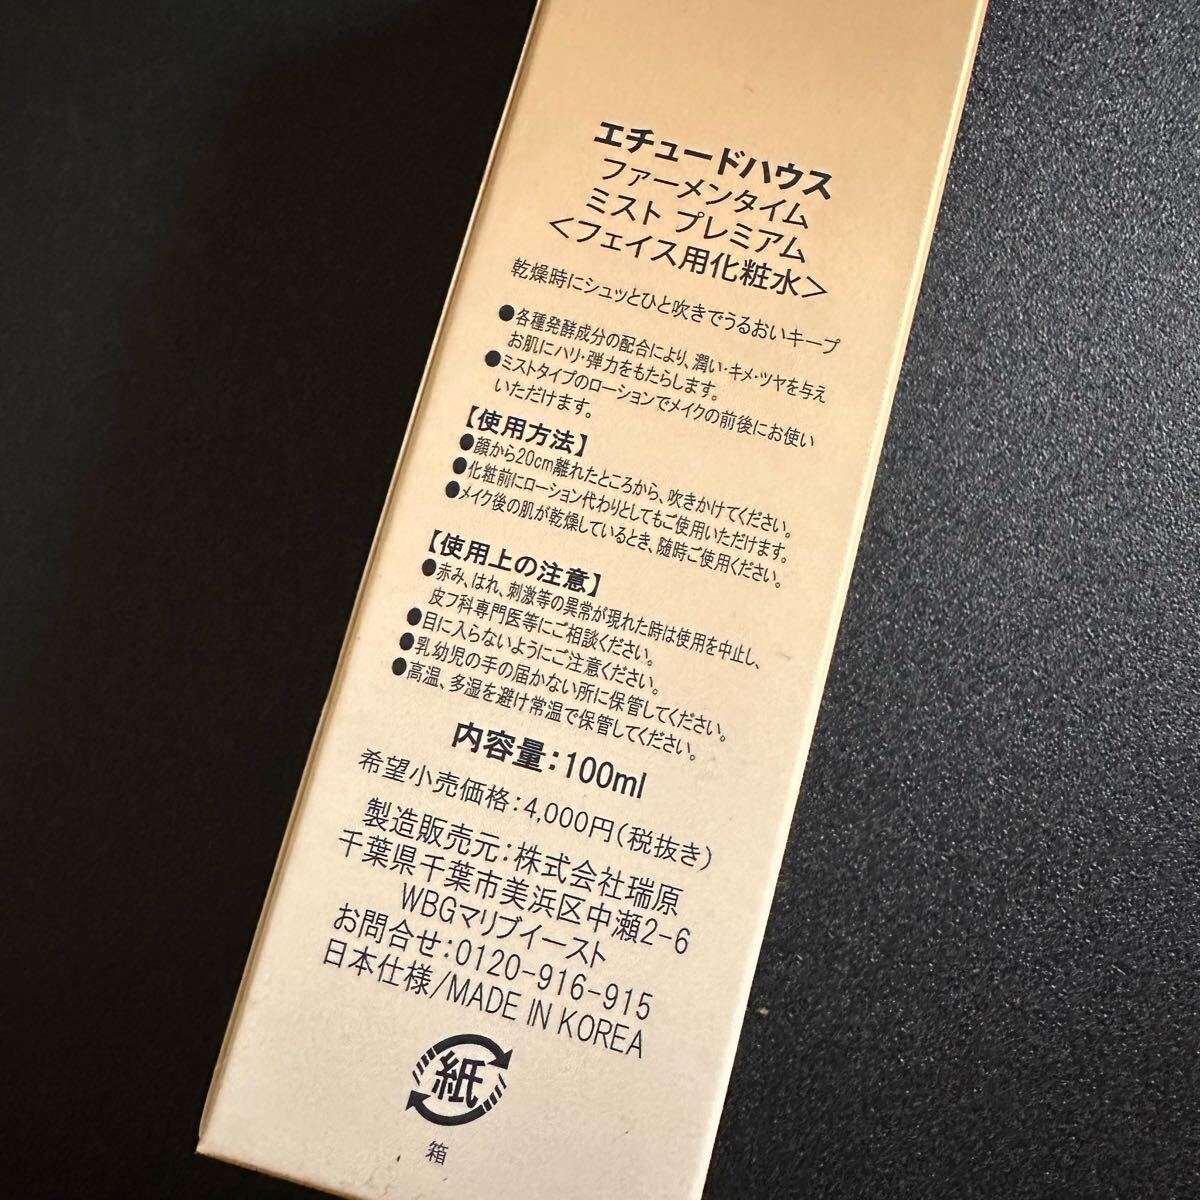 エチュードハウス
ファーメンタイム
ミスト プレミアム
＜フェイス用化粧水＞
乾燥時にシュッとひと吹きでうるおいキープ
●各種発酵成分の配合により、潤い・キメ・ツヤを与え
お肌にハリ・弾力をもたらします。
●ミストタイプのローションでメイクの前後にお使い
いただけます。
【使用方法】
●顔から20cm離れたところから、吹きかけてください。
●化粧前にローション代わりとしてもご使用いただけます。
●メイク後の肌が乾燥しているとき、随時ご使用ください。
【使用上の注意】
●赤み、はれ、刺激等の異常が現れた時は使用を中止し、
皮フ科専門医等にご相談ください。
●目に入らないようにご注意ください。
●乳幼児の手の届かない所に保管してください。
●高温、多湿を避け常温で保管してください。
内容量：100ml
希望小売価格：4,000円（税抜き）
製造販売元：株式会社瑞原
千葉県千葉市美浜区中瀬2-6
WBGマリブイースト
お問合せ：0120-916-915
日本仕様/MADE IN KOREA
紙
箱